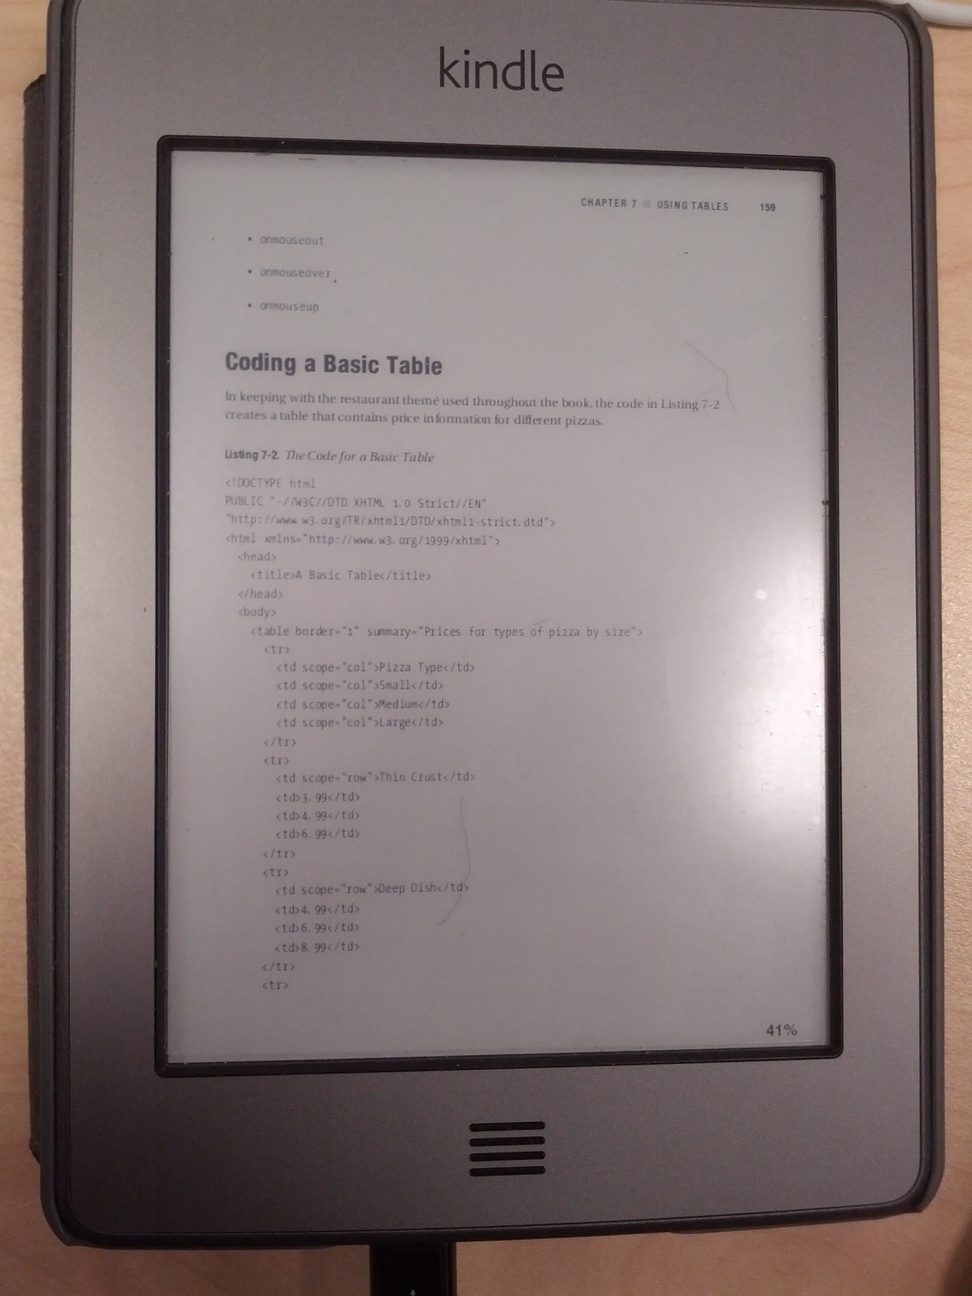 kindle
CHAPTER 7 ■ USING TABLES 159
• onmouseout
• onmouseover
• onmouseup
Coding a Basic Table
In keeping with the restaurant theme used throughout the book, the code in Listing 7-2
creates a table that contains price information for different pizzas.
Listing 7-2. The Code for a Basic Table
<!DOCTYPE html
PUBLIC "-//W3C//DTD XHTML 1.0 Strict//EN"
"http://www.w3.org/TR/xhtml1/DTD/xhtml1-strict.dtd">
<html xmlns="http://www.w3.org/1999/xhtml">
<head>
<title>A Basic Table</title>
</head>
<body>
<table border="1" summary="Prices for types of pizza by size">
<tr>
<td scope="col">Pizza Type</td>
<td scope="col">Small</td>
<td scope="col">Medium</td>
<td scope="col">Large</td>
</tr>
<tr>
<td scope="row">Thin Crust</td>
<td>3.99</td>
<td>4.99</td>
<td>6.99</td>
</tr>
<tr>
<td scope="row">Deep Dish</td>
<td>4.99</td>
<td>6.99</td>
<td>8.99</td>
</tr>
<tr>
41%